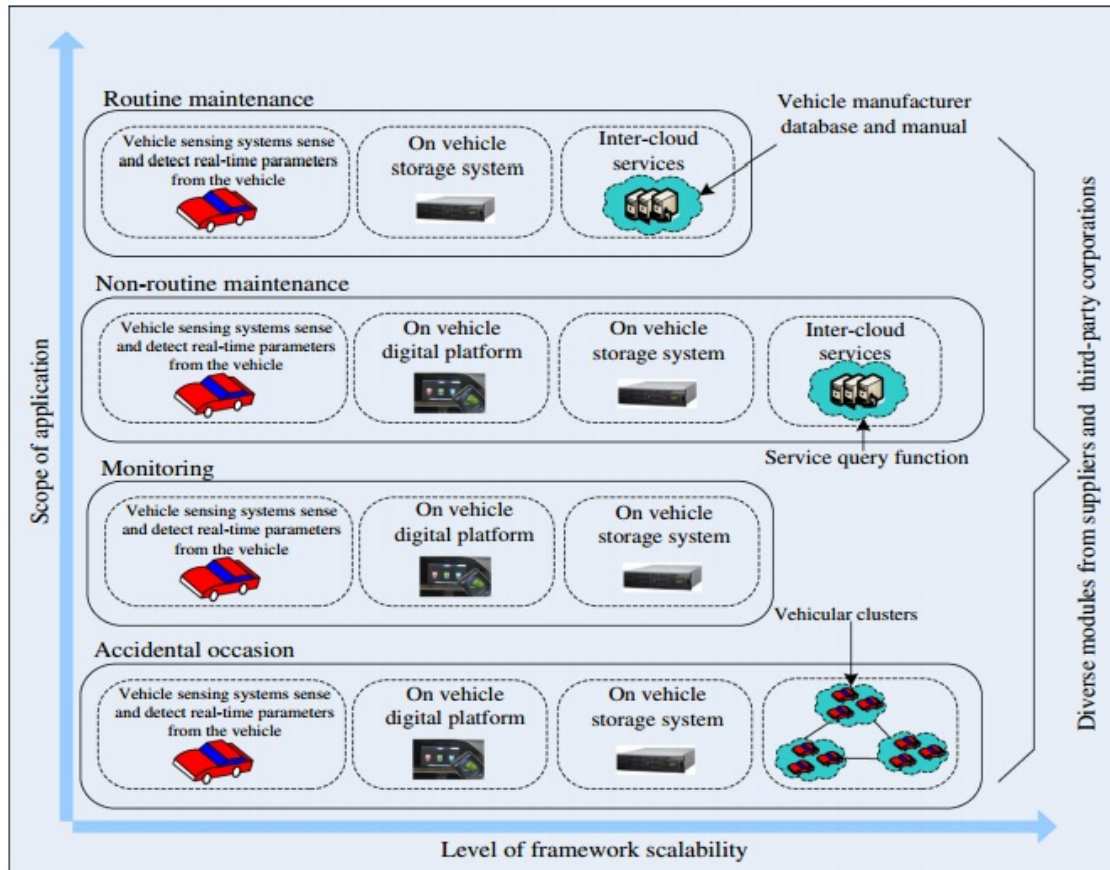 Routine maintenance
Vehicle sensing systems sense
and detect real-time parameters
from the vehicle
On vehicle
storage system
Inter-cloud
services
Vehicle manufacturer
database and manual
Non-routine maintenance
Vehicle sensing systems sense
and detect real-time parameters
from the vehicle
On vehicle
digital platform
On vehicle
storage system
Inter-cloud
services
Service query function
Monitoring
Vehicle sensing systems sense
and detect real-time parameters
from the vehicle
On vehicle
digital platform
On vehicle
storage system
Vehicular clusters
Accidental occasion
Vehicle sensing systems sense
and detect real-time parameters
from the vehicle
On vehicle
digital platform
On vehicle
storage system
Scope of application
Level of framework scalability
Diverse modules from suppliers and third-party corporations